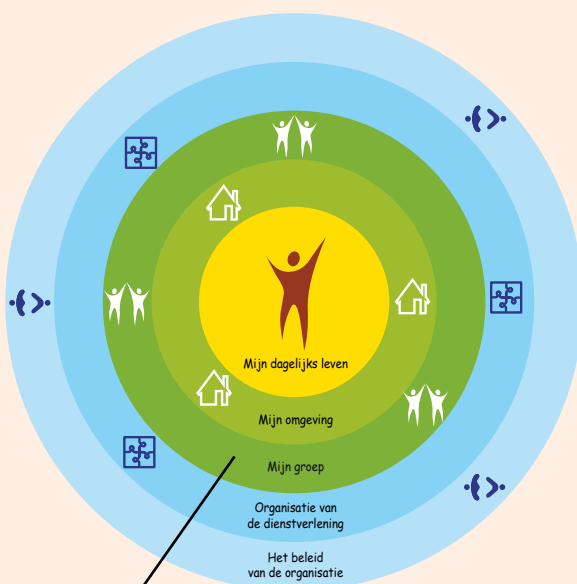 Mijn dagelijks leven
Mijn omgeving
Mijn groep
Organisatie van
de dienstverlening
Het beleid
van de organisatie